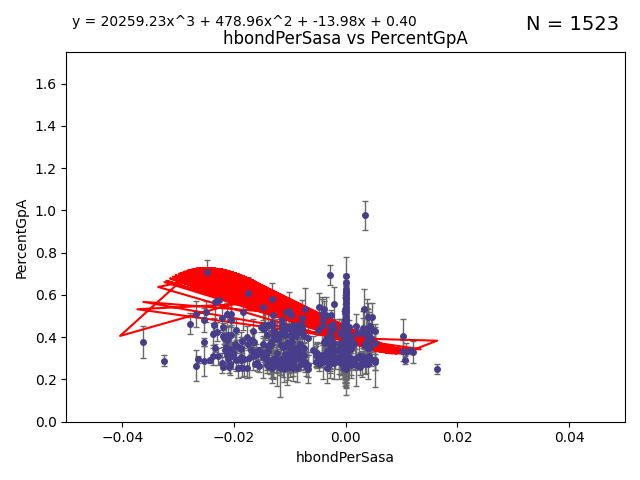 y = 20259.23x^3 + 478.96x^2 + -13.98x + 0.40
N = 1523
hbondPerSasa vs PercentGpA
PercentGpA
1.6
1.4
1.2
1.0
0.8
0.6
0.4
0.2
0.0
−0.04 −0.02 0.00 0.02 0.04
hbondPerSasa